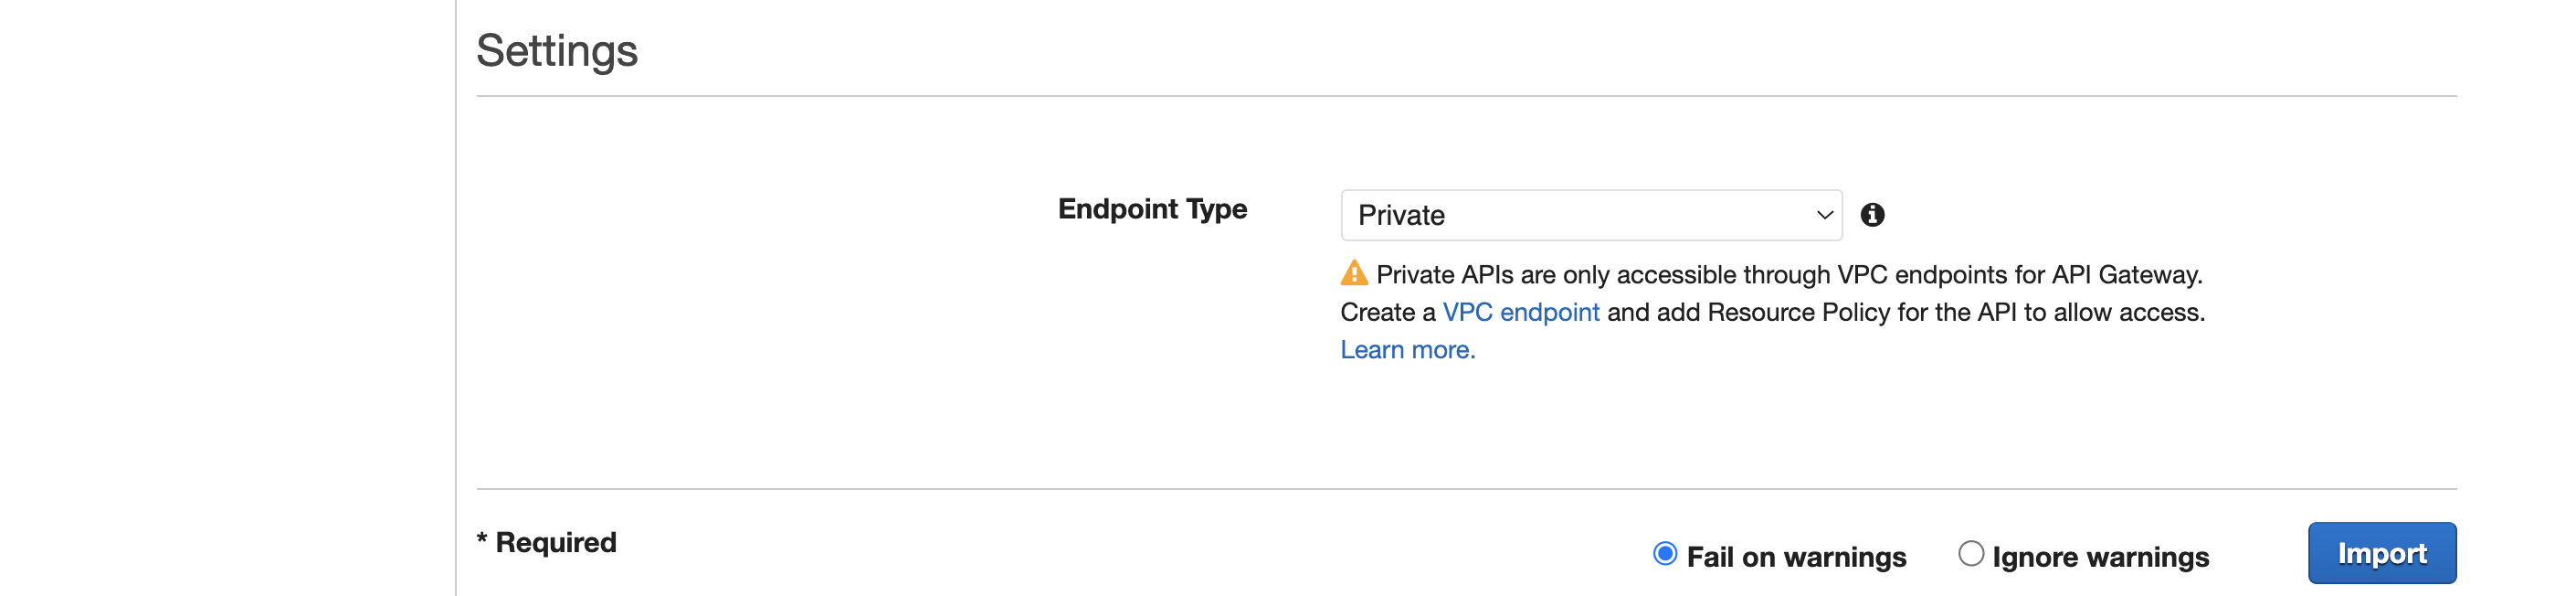 Settings
Endpoint Type
Private
Private APIs are only accessible through VPC endpoints for API Gateway.
Create a VPC endpoint and add Resource Policy for the API to allow access.
Learn more.
* Required
Fail on warnings
Ignore warnings
Import